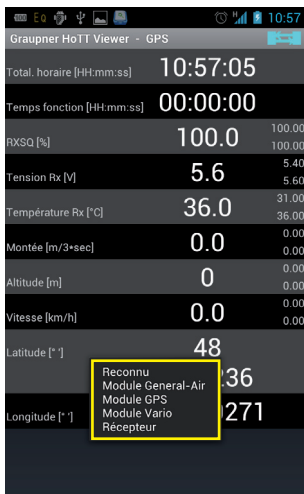 Eq 10:57
Graupner HoTT Viewer - GPS
Total. horaire [HH:mm:ss] 10:57:05
Temps fonction [HH:mm:ss] 00:00:00
RXSQ [%] 100.0 100.00 100.00
Tension Rx [V] 5.6 5.40 5.60
Température Rx [°C] 36.0 31.00 36.00
Montée [m/3*sec] 0.0 0.00 0.00
Altitude [m] 0 0.00 0.00
Vitesse [km/h] 0.0 0.00 0.00
Latitude [° '] 48
36
Longitude [° '] 0271
Reconnu
Module General-Air
Module GPS
Module Vario
Récepteur